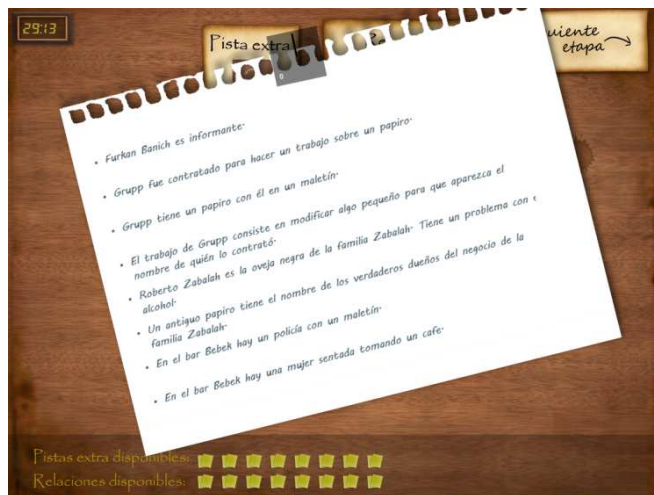 29:13
Pista extra
uiente
etapa
0
• Furkan Banich es informante.
• Grupp fue contratado para hacer un trabajo sobre un papiro.
• Grupp tiene un papiro con él en un maletín.
• El trabajo de Grupp consiste en modificar algo pequeño para que aparezca el
nombre de quién lo contrató.
• Roberto Zabalah es la oveja negra de la familia Zabalah. Tiene un problema con e
alcohol.
• Un antiguo papiro tiene el nombre de los verdaderos dueños del negocio de la
familia Zabalah.
• En el bar Bebek hay un policía con un maletín.
• En el bar Bebek hay una mujer sentada tomando un cafe.
Pistas extra disponibles:
Relaciones disponibles: